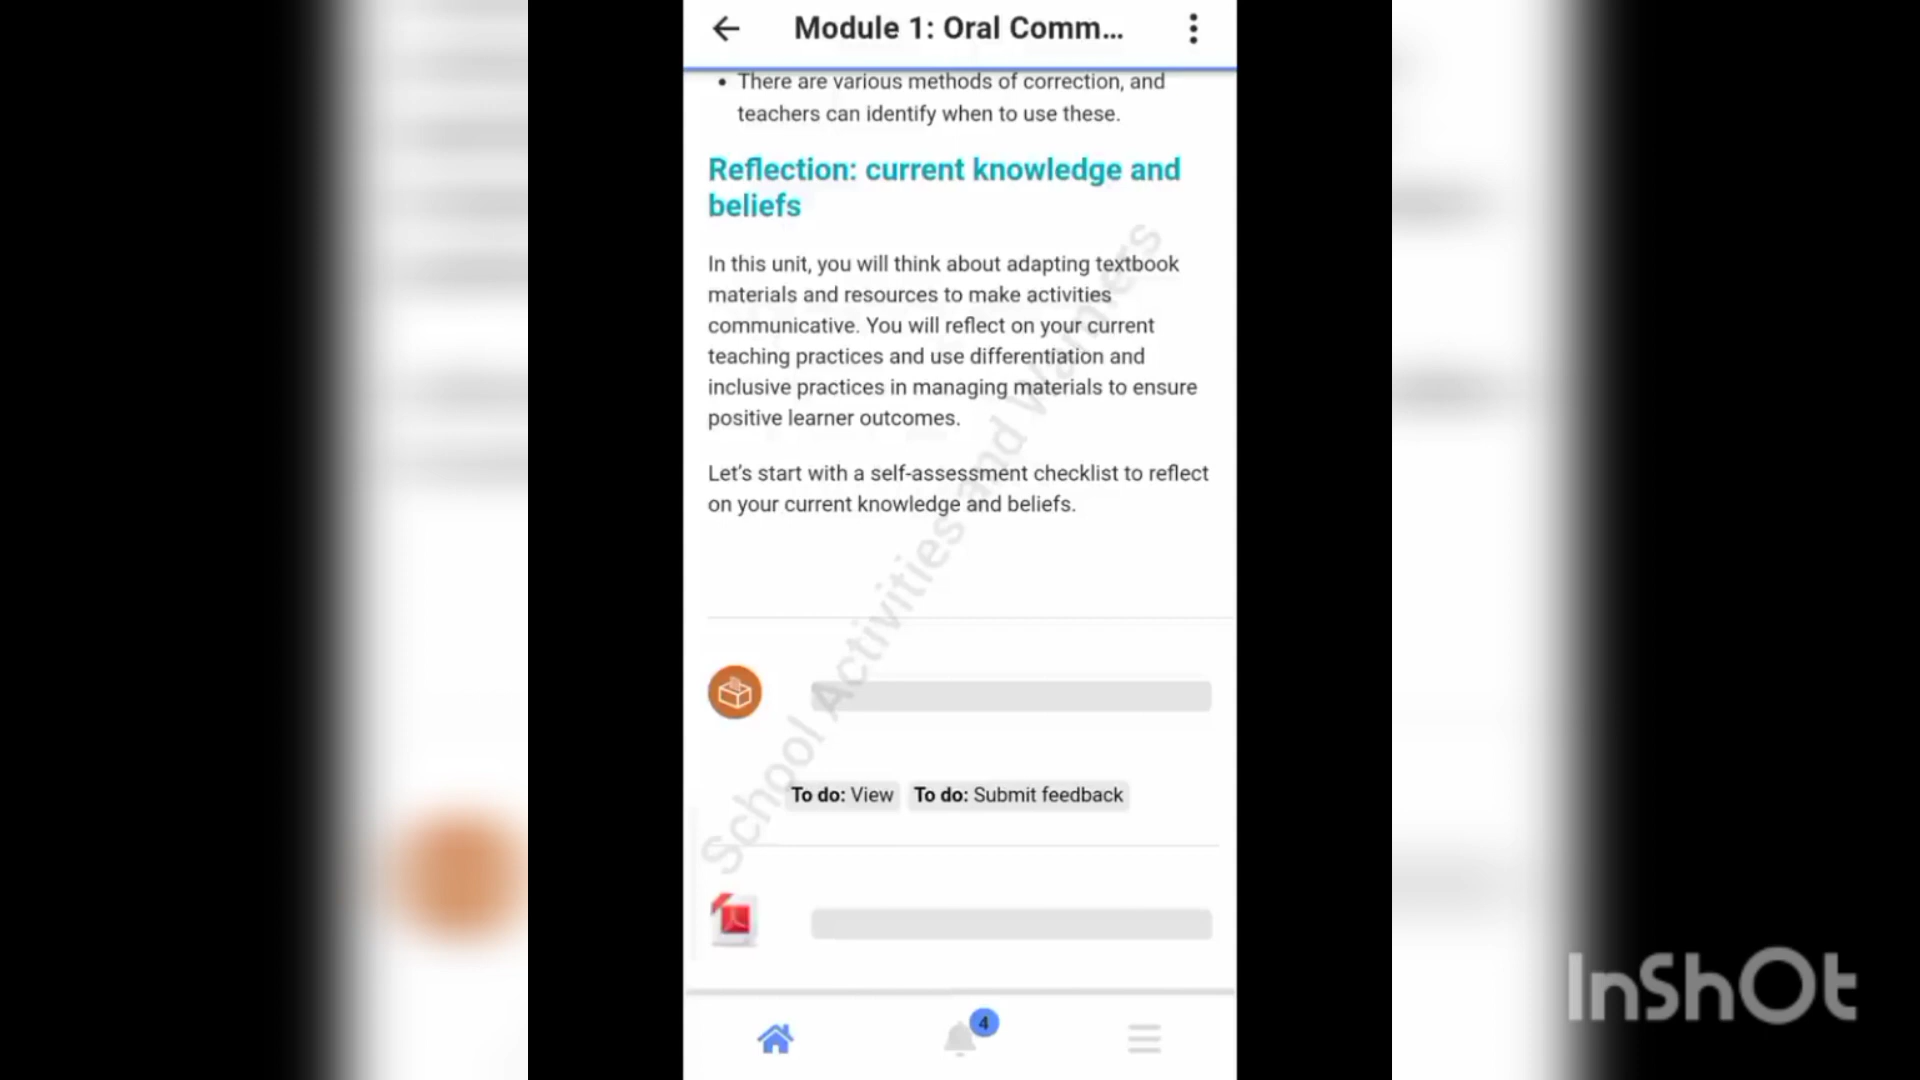 Module 1: Oral Comm...
• There are various methods of correction, and
teachers can identify when to use these.
Reflection: current knowledge and
beliefs
In this unit, you will think about adapting textbook
materials and resources to make activities
communicative. You will reflect on your current
teaching practices and use differentiation and
inclusive practices in managing materials to ensure
positive learner outcomes.
Let's start with a self-assessment checklist to reflect
on your current knowledge and beliefs.
To do: View To do: Submit feedback
4
School Activities and Warners
InShOt